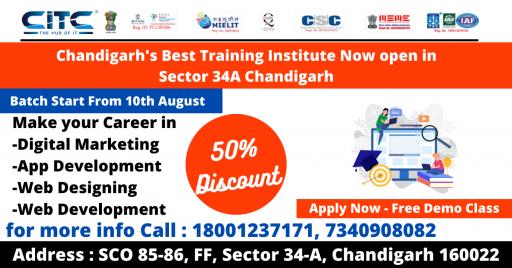 CITC
THE HUB OF IT
NIELIT
CSC
MSME
IAF
Chandigarh's Best Training Institute Now open in
Sector 34A Chandigarh
Batch Start From 10th August
Make your Career in
-Digital Marketing
-App Development
-Web Designing
-Web Development
50%
Discount
Apply Now - Free Demo Class
for more info Call : 18001237171, 7340908082
Address : SCO 85-86, FF, Sector 34-A, Chandigarh 160022